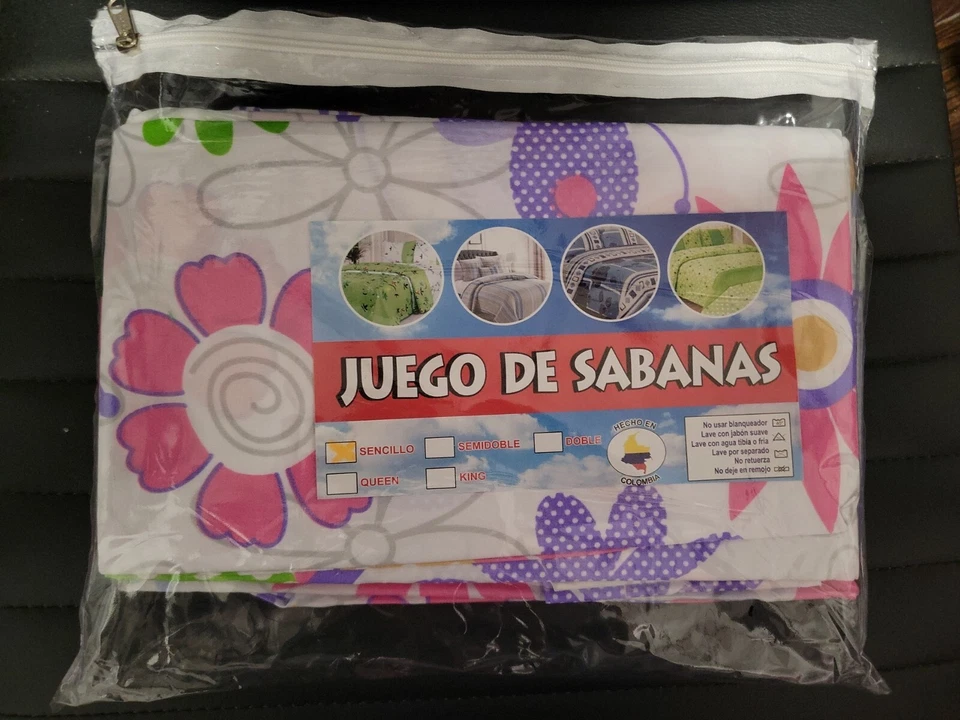 JUEGO DE SABANAS
SENCILLO
SEMIDOBLE
DOBLE
QUEEN
KING
HECHO EN
COLOMBIA
No usar blanqueador
Lave con jabón suave
Lave con agua tibia o fria
Lave por separado
No retuerza
No deje en remojo